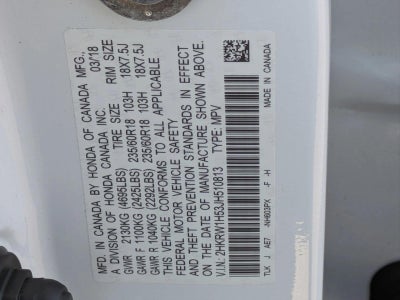 MFD. IN CANADA BY HONDA OF CANADA MFG., 03/18
A DIVISION OF HONDA CANADA INC. TIRE SIZE RIM SIZE
GVWR 2130KG (4695LBS)
GAWR F 1100KG (2425LBS) 235/60R18 103H 18X7.5J
GAWR R 1040KG (2292LBS) 235/60R18 103H 18X7.5J
THIS VEHICLE CONFORMS TO ALL APPLICABLE
FEDERAL MOTOR VEHICLE SAFETY
AND THEFT PREVENTION STANDARDS IN EFFECT
ON THE DATE OF MANUFACTURE SHOWN ABOVE.
V.I.N. 2HKRW1H53JH510813 TYPE: MPV
TLK J AE7 -NH603PX -F -H
MADE IN CANADA